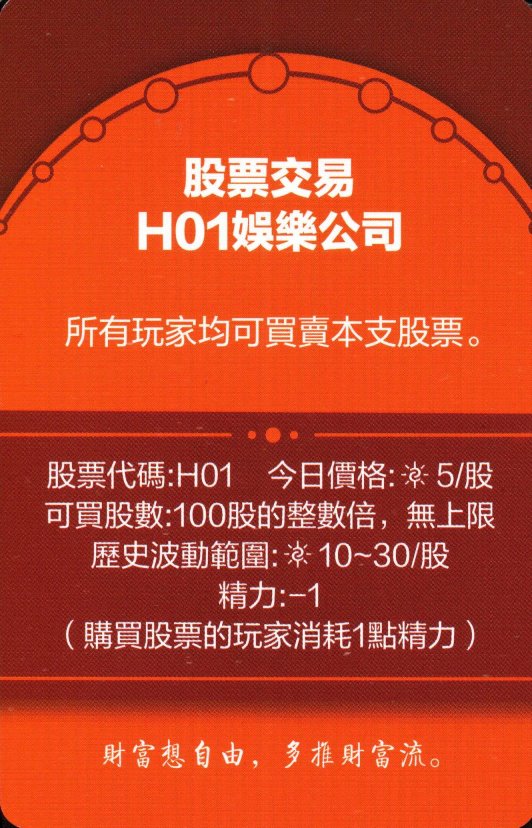 股票交易
H01娛樂公司
所有玩家均可買賣本支股票。
股票代碼:H01 今日價格: 5/股
可買股數:100股的整數倍，無上限
歷史波動範圍: 10~30/股
精力:-1
（購買股票的玩家消耗1點精力）
財富想自由，多推財富流。